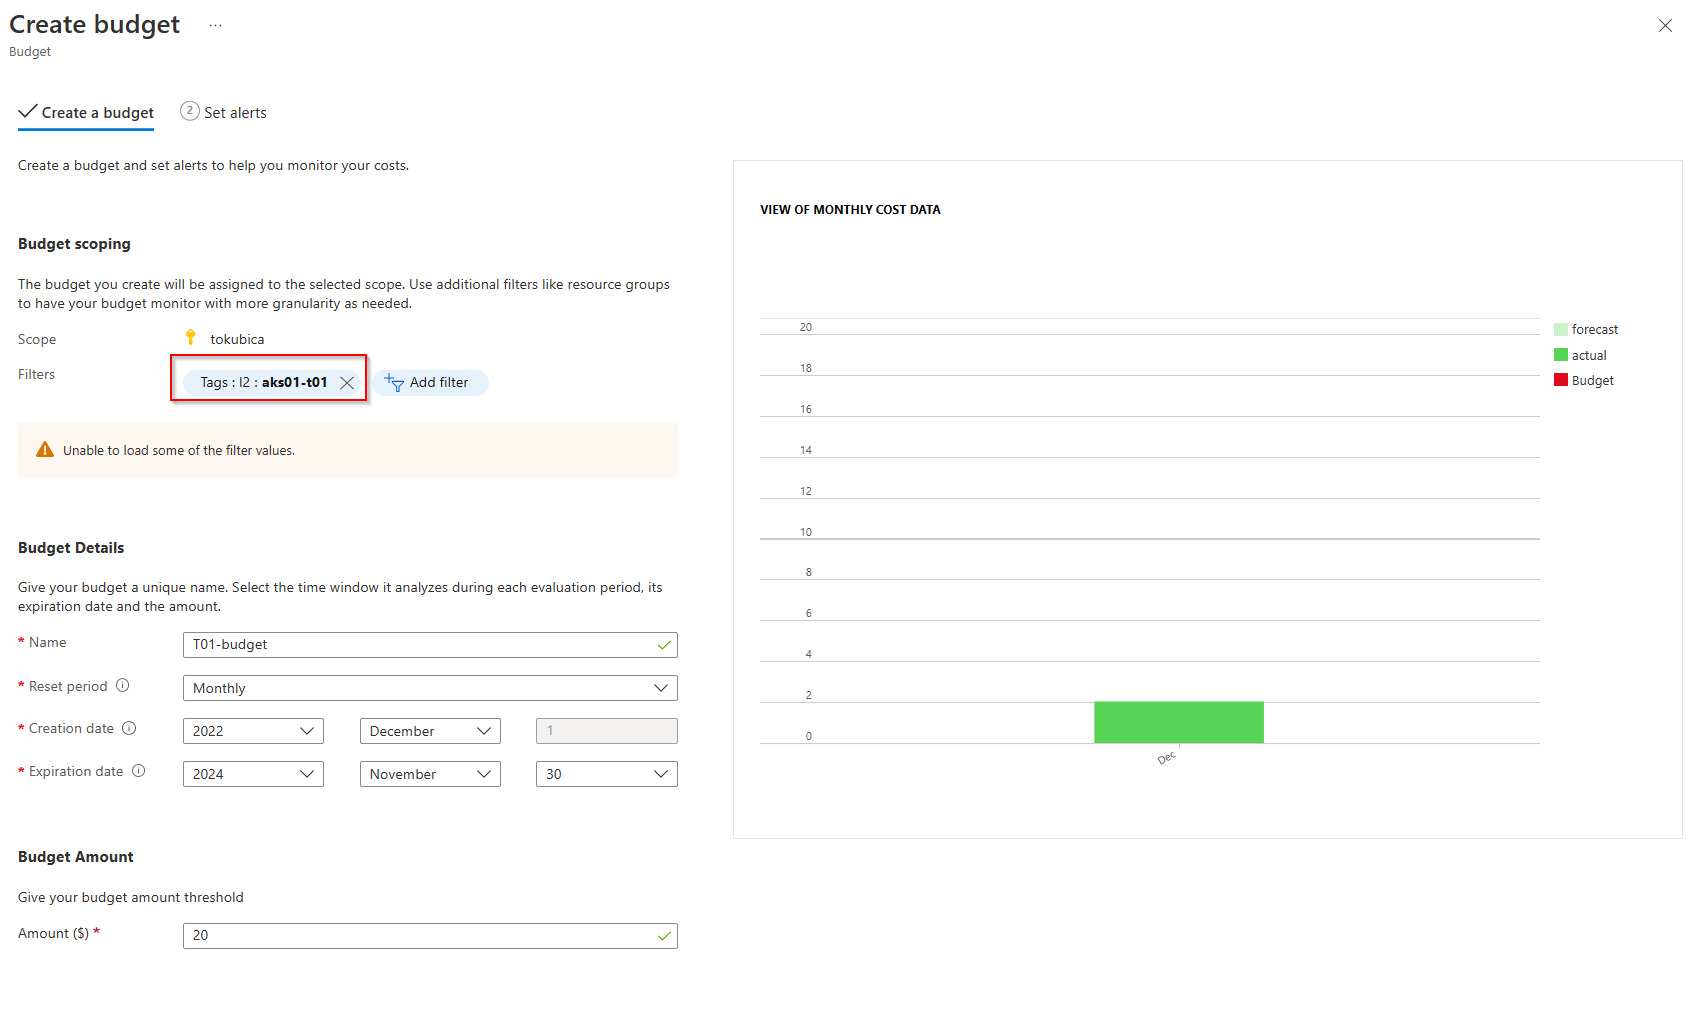 Create budget ...
Budget
Create a budget
2 Set alerts
Create a budget and set alerts to help you monitor your costs.
Budget scoping
The budget you create will be assigned to the selected scope. Use additional filters like resource groups
to have your budget monitor with more granularity as needed.
Scope
tokubica
Filters
Tags : l2 : aks01-t01
Add filter
Unable to load some of the filter values.
Budget Details
Give your budget a unique name. Select the time window it analyzes during each evaluation period, its
expiration date and the amount.
* Name
T01-budget
* Reset period
Monthly
* Creation date
2022
December
1
* Expiration date
2024
November
30
Budget Amount
Give your budget amount threshold
Amount ($) *
20
VIEW OF MONTHLY COST DATA
20
18
16
14
12
10
8
6
4
2
0
Dec
forecast
actual
Budget